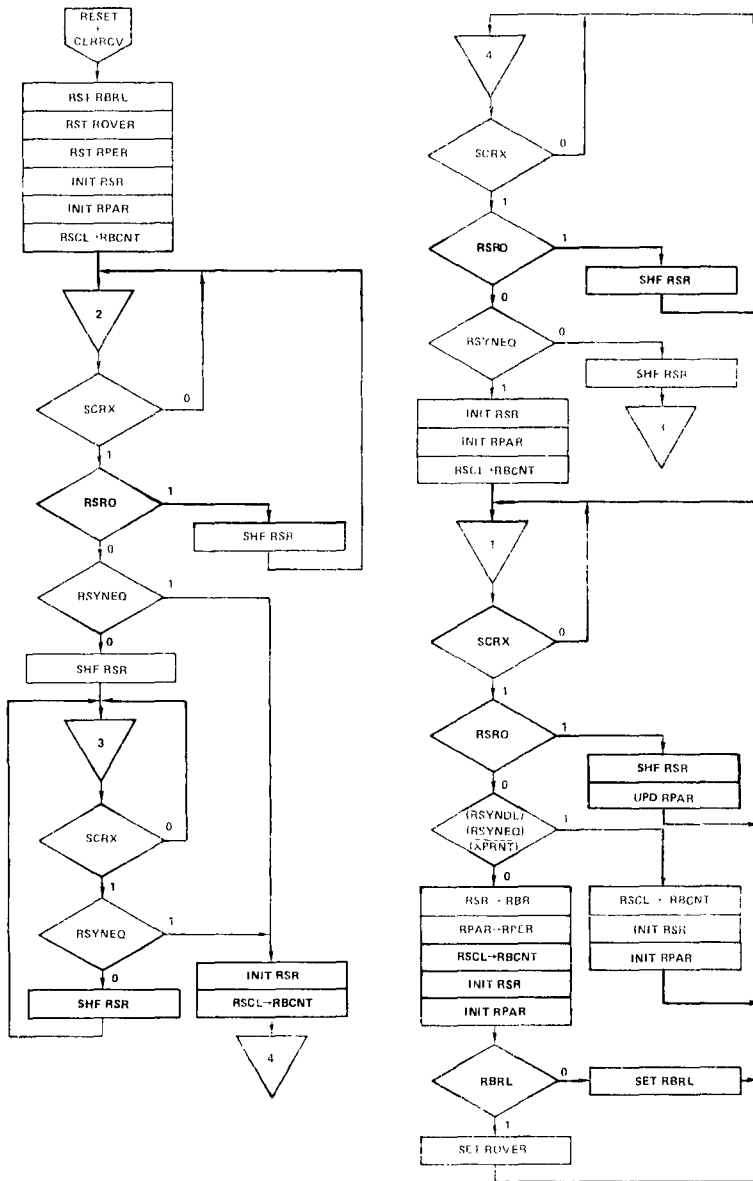 RESET
+
CLRRCV
RST RBRL
RST ROVER
RST RPER
INIT RSR
INIT RPAR
RSCL→RBCNT
2
SCRX
0
1
RSRO
1
SHF RSR
0
RSYNEQ
1
0
SHF RSR
3
SCRX
0
1
RSYNEQ
1
0
SHF RSR
INIT RSR
RSCL→RBCNT
4
4
SCRX
0
1
RSRO
1
SHF RSR
0
RSYNEQ
0
SHF RSR
1
INIT RSR
INIT RPAR
RSCL→RBCNT
1
SCRX
0
1
RSRO
1
SHF RSR
UPD RPAR
0
(RSYNDL)
(RSYNEQ)
1
0
RSR→RBR
RPAR→RPER
RSCL→RBCNT
INIT RSR
INIT RPAR
RSCL→RBCNT
INIT RSR
INIT RPAR
RBRL
0
SET RBRL
1
SET ROVER